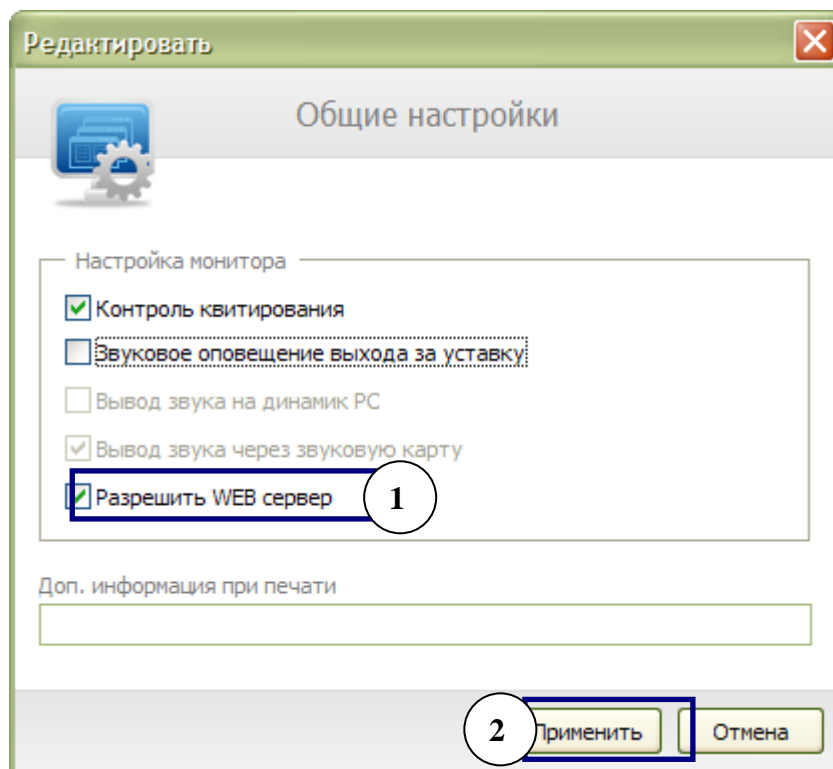 Редактировать
Общие настройки
Настройка монитора
Контроль квитирования
Звуковое оповещение выхода за уставку
Вывод звука на динамик PC
Вывод звука через звуковую карту
Разрешить WEB сервер 1
Доп. информация при печати
2 Применить Отмена